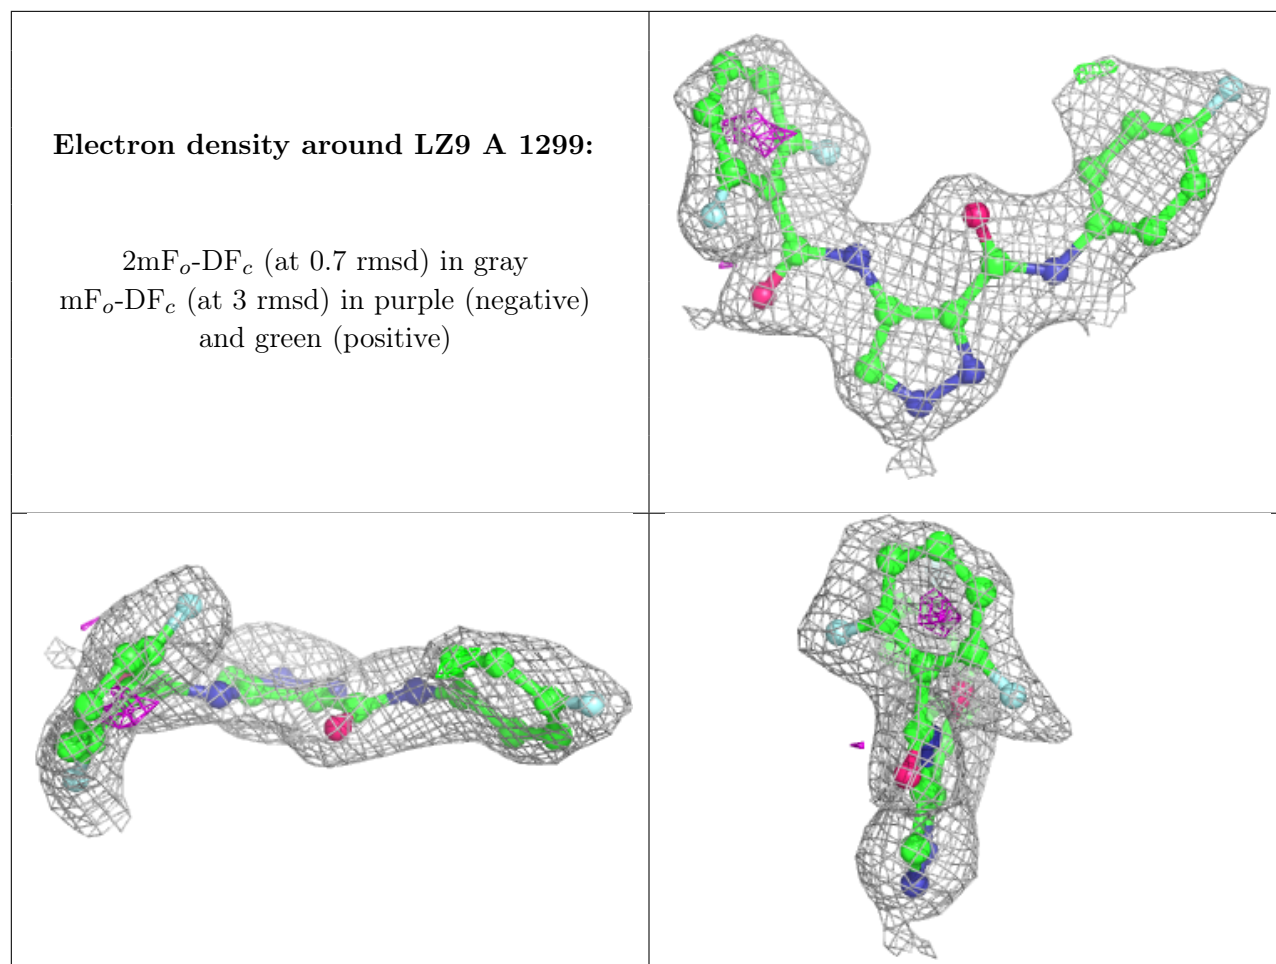 Electron density around LZ9 A 1299:
2mFo-DFc (at 0.7 rmsd) in gray
mFo-DFc (at 3 rmsd) in purple (negative)
and green (positive)